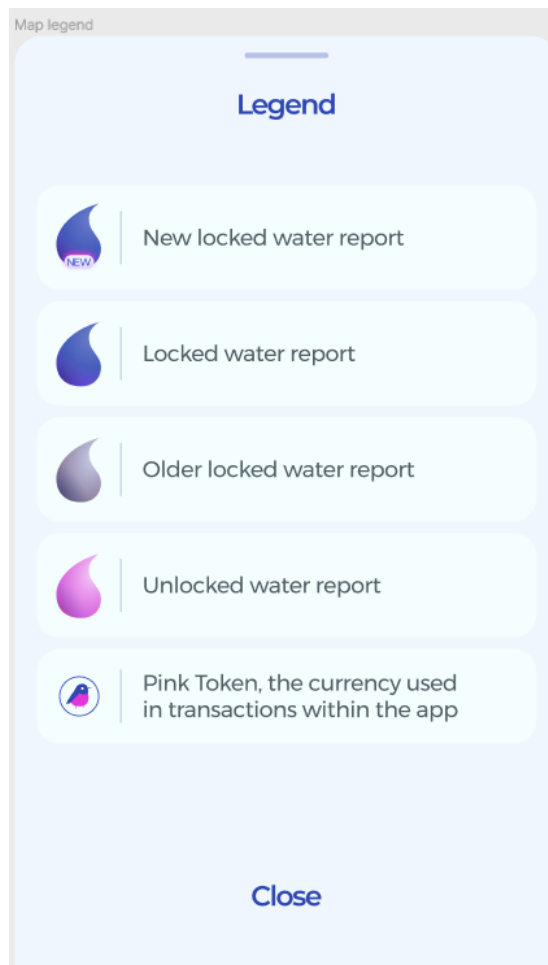 Map legend
Legend
NEW
New locked water report
Locked water report
Older locked water report
Unlocked water report
Pink Token, the currency used
in transactions within the app
Close